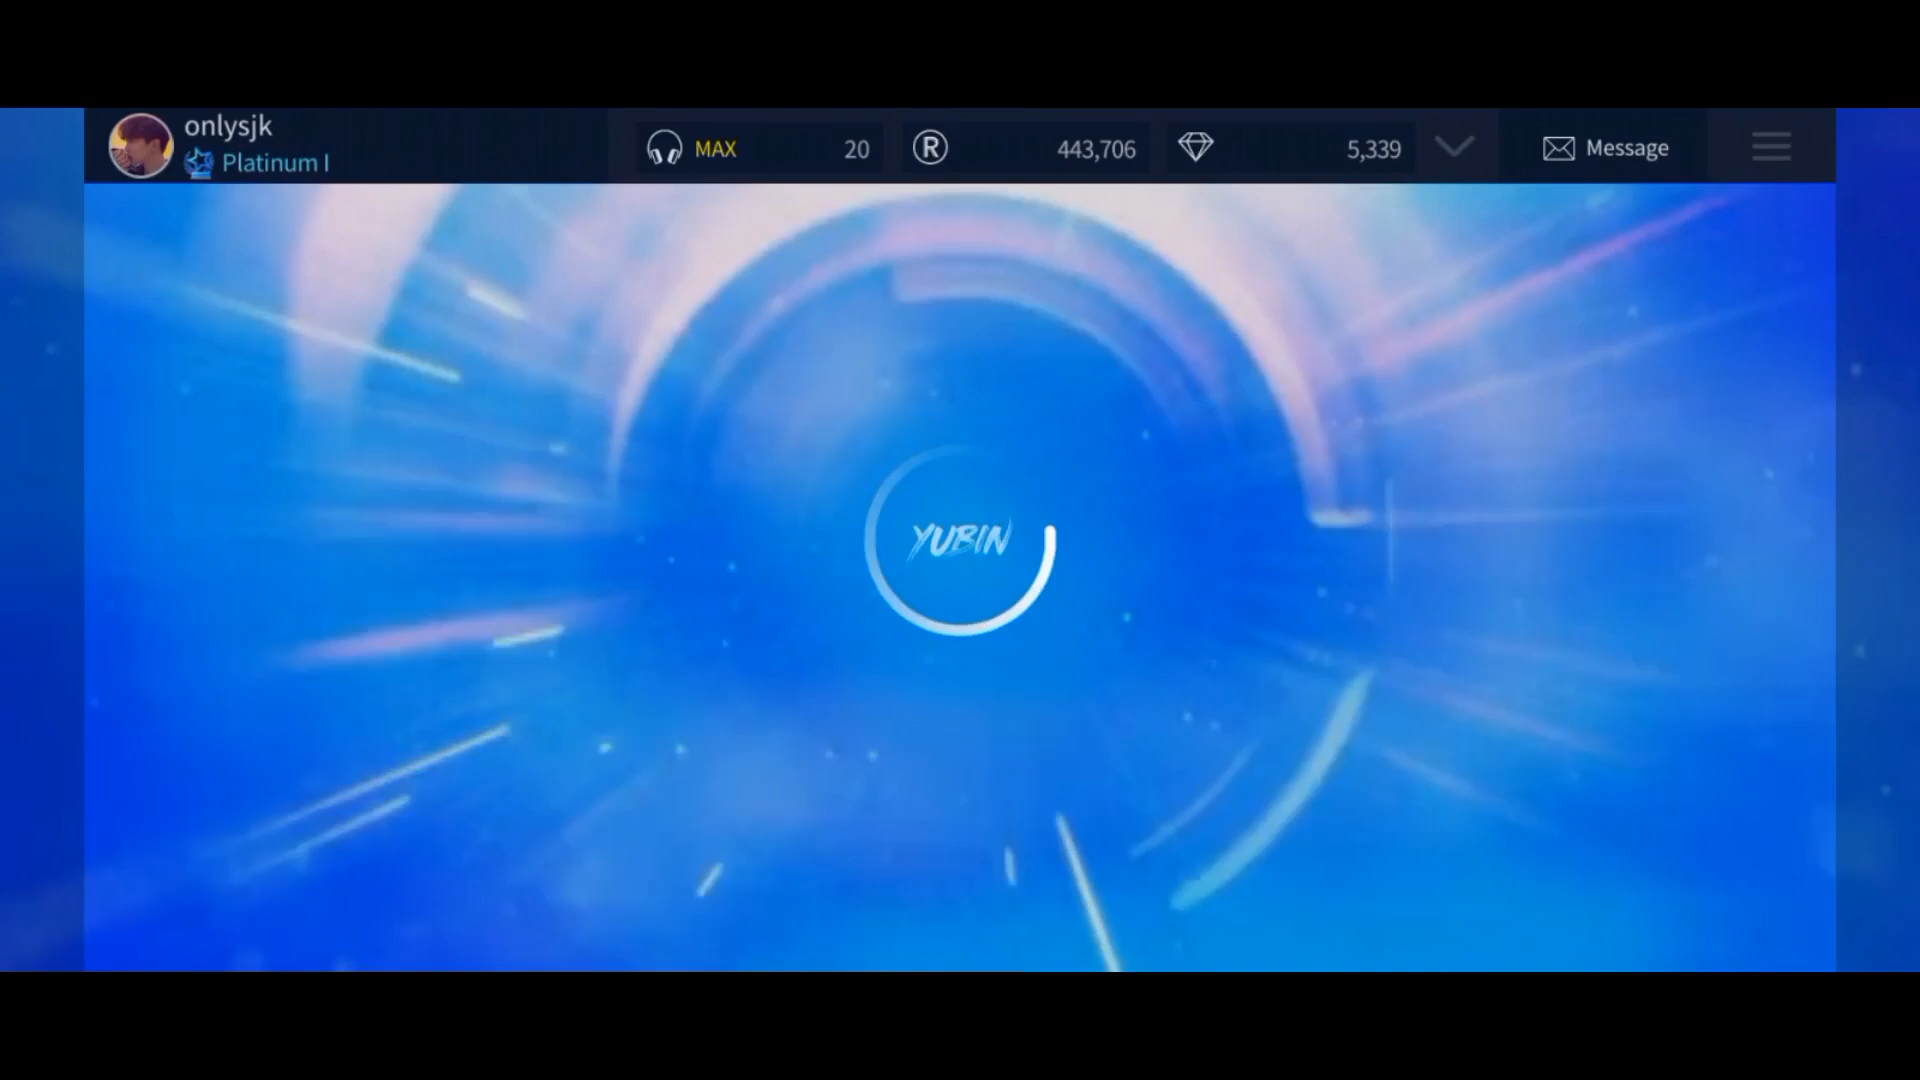 onlysjk
Platinum I
MAX 20
R 443,706
5,339
Message
YUBIN